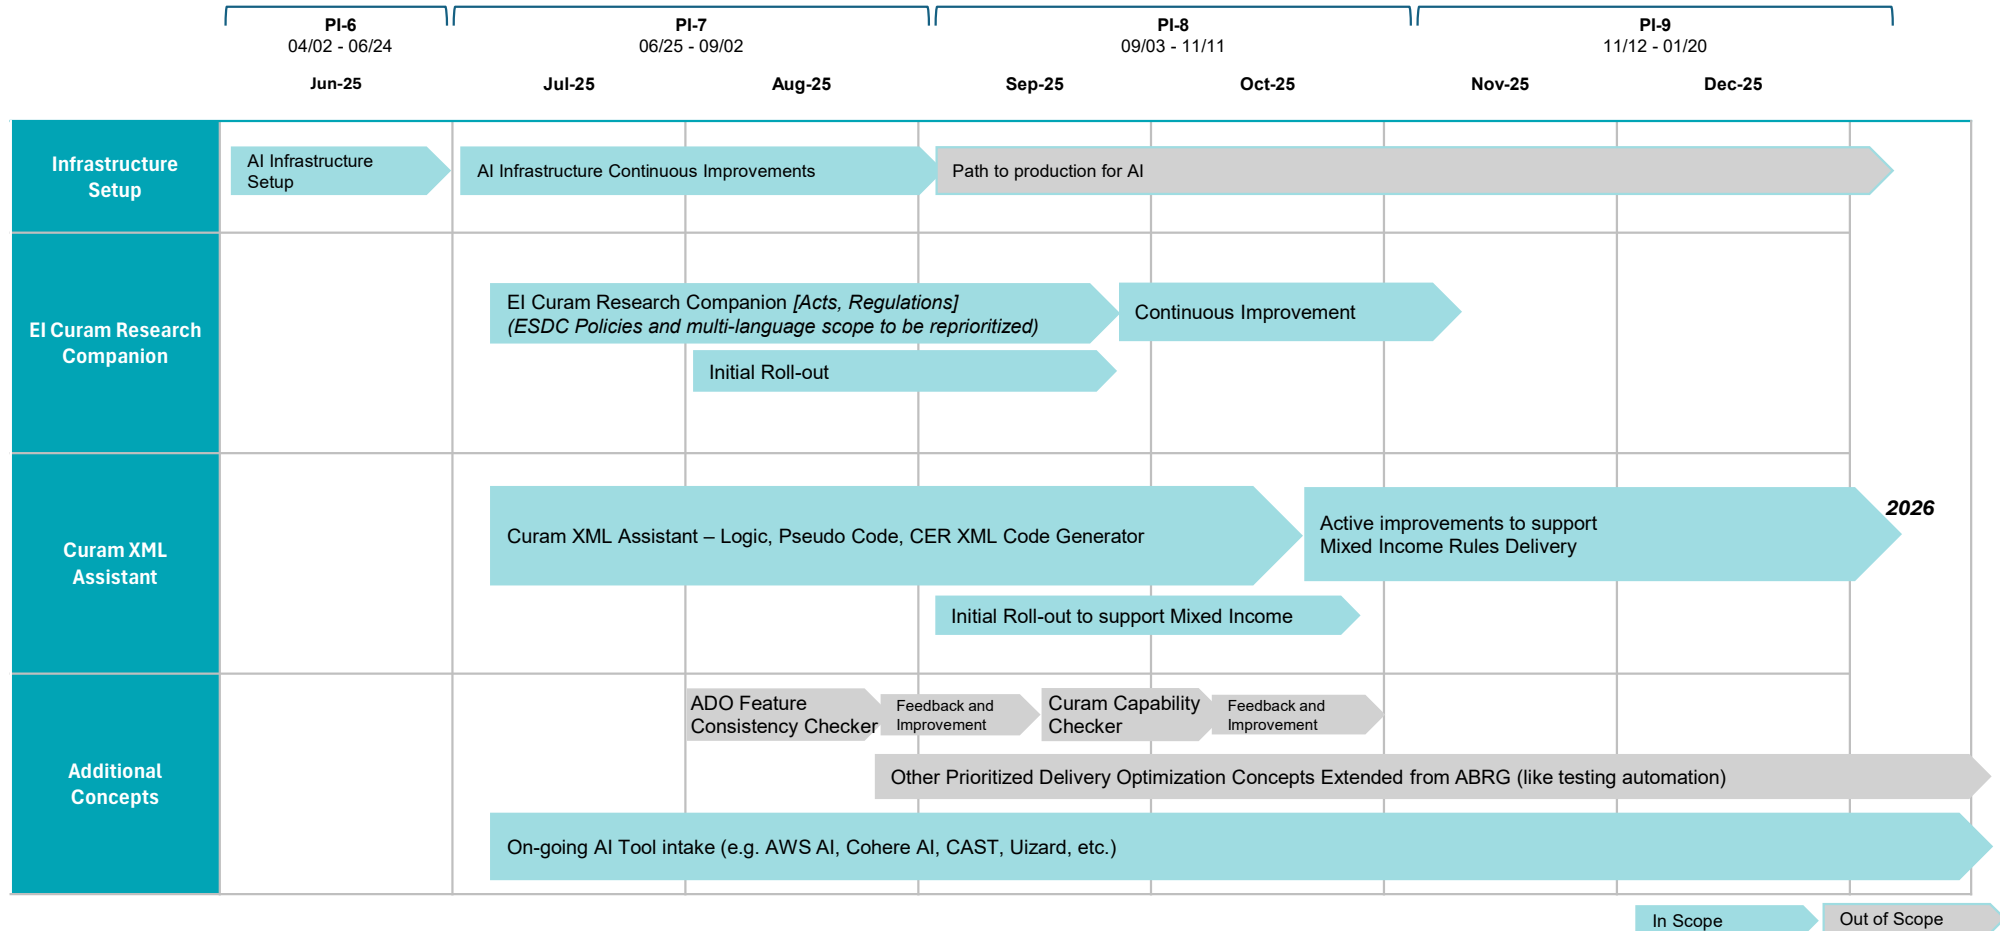 PI-6
04/02 - 06/24
PI-7
06/25 - 09/02
PI-8
09/03 - 11/11
PI-9
11/12 - 01/20
Jun-25
Jul-25
Aug-25
Sep-25
Oct-25
Nov-25
Dec-25
Infrastructure
Setup
AI Infrastructure
Setup
AI Infrastructure Continuous Improvements
Path to production for AI
EI Curam Research
Companion
EI Curam Research Companion [Acts, Regulations]
(ESDC Policies and multi-language scope to be reprioritized)
Continuous Improvement
Initial Roll-out
Curam XML
Assistant
Curam XML Assistant – Logic, Pseudo Code, CER XML Code Generator
Active improvements to support
Mixed Income Rules Delivery
2026
Initial Roll-out to support Mixed Income
Additional
Concepts
ADO Feature
Consistency Checker
Feedback and
Improvement
Curam Capability
Checker
Feedback and
Improvement
Other Prioritized Delivery Optimization Concepts Extended from ABRG (like testing automation)
On-going AI Tool intake (e.g. AWS AI, Cohere AI, CAST, Uizard, etc.)
In Scope
Out of Scope